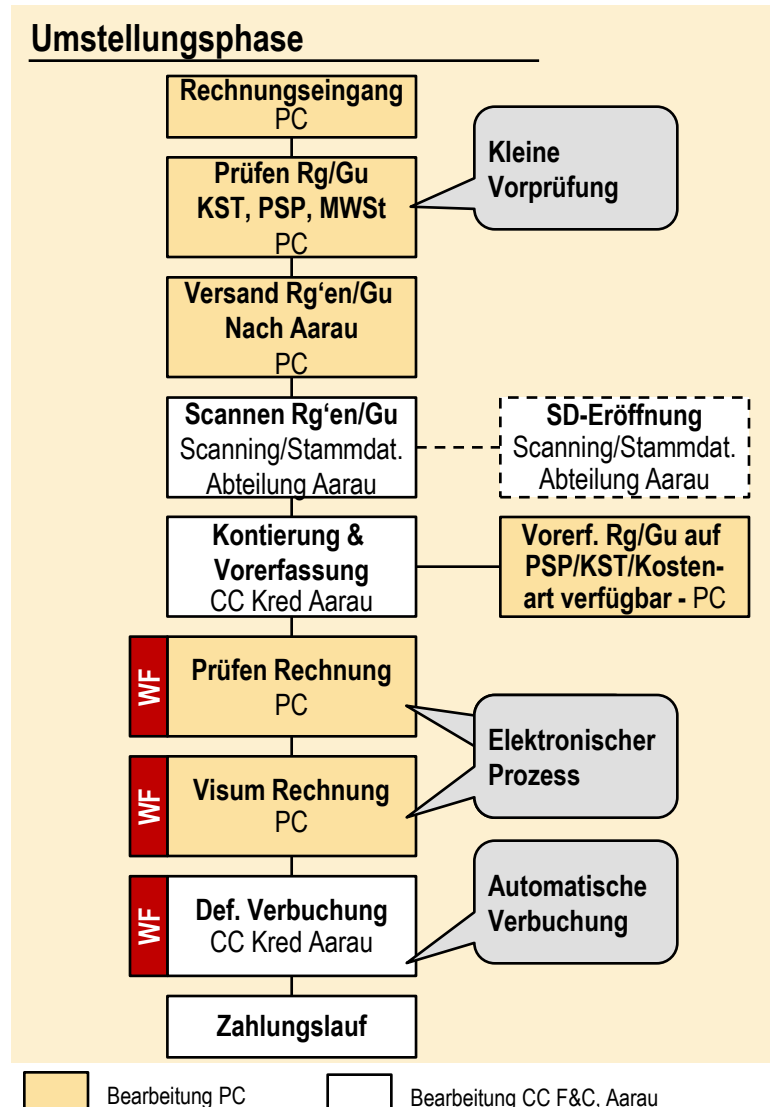 Umstellungsphase
Rechnungseingang
PC
Kleine
Vorprüfung
Prüfen Rg/Gu
KST, PSP, MWSt
PC
Versand Rg‘en/Gu
Nach Aarau
PC
Scannen Rg‘en/Gu
Scanning/Stammdat.
Abteilung Aarau
SD-Eröffnung
Scanning/Stammdat.
Abteilung Aarau
Kontierung &
Vorerfassung
CC Kred Aarau
Vorerf. Rg/Gu auf
PSP/KST/Kosten-
art verfügbar - PC
WF
Prüfen Rechnung
PC
Elektronischer
Prozess
WF
Visum Rechnung
PC
Automatische
Verbuchung
WF
Def. Verbuchung
CC Kred Aarau
Zahlungslauf
Bearbeitung PC
Bearbeitung CC F&C, Aarau